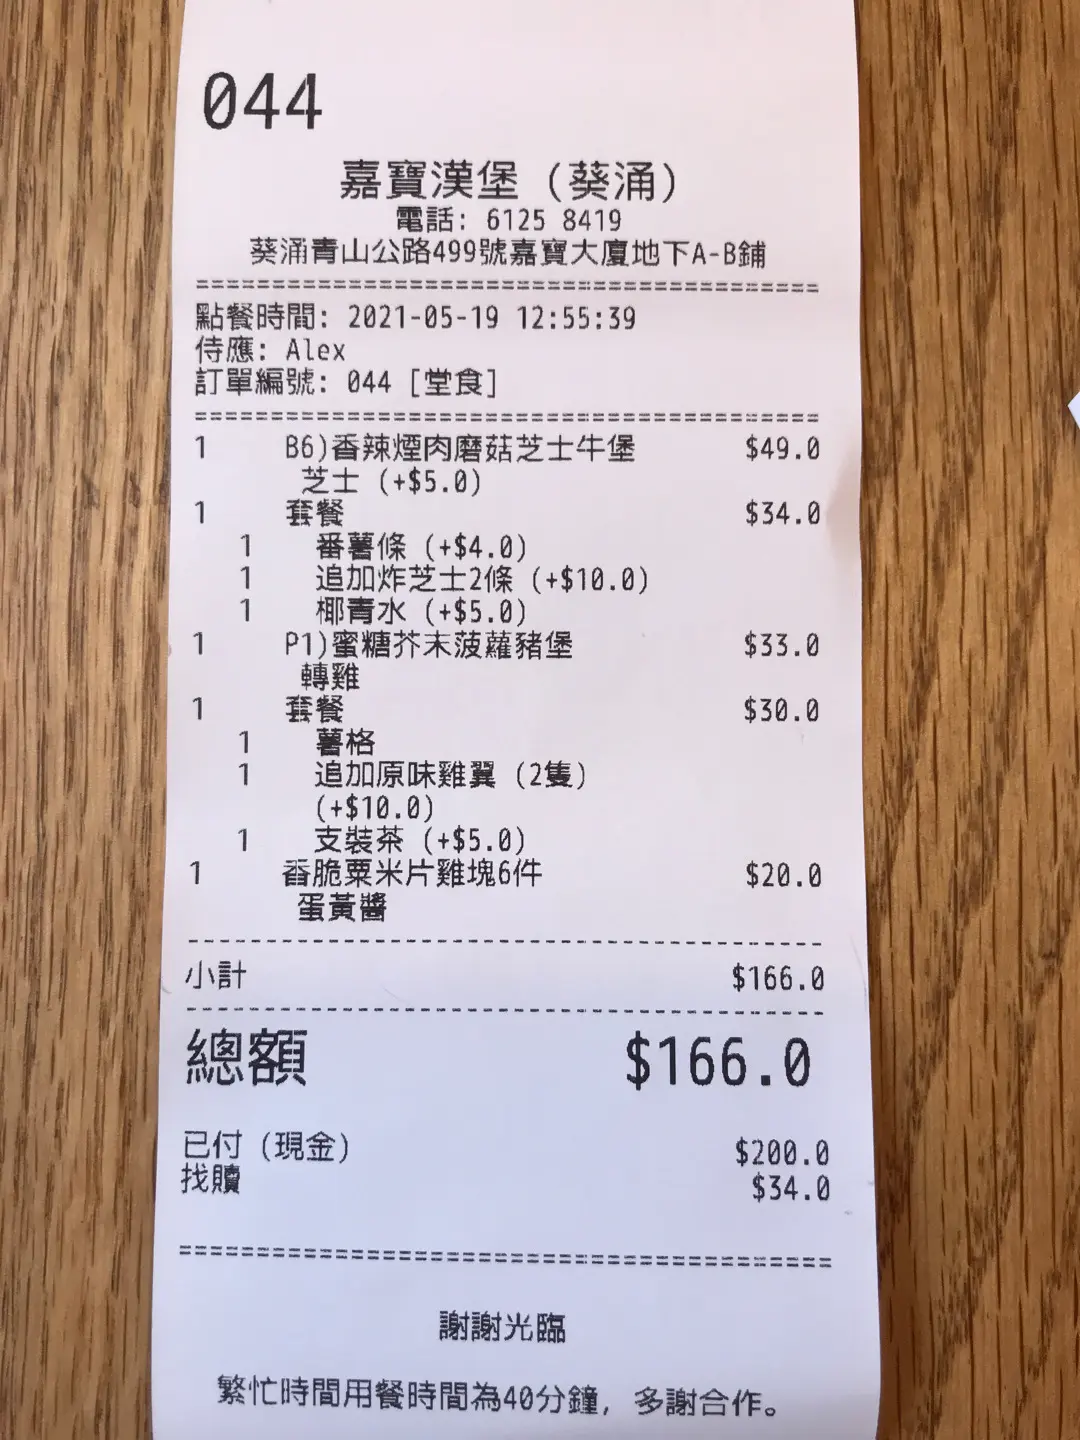 044
嘉寶漢堡 (葵涌)
電話: 6125 8419
葵涌青山公路499號嘉寶大廈地下A-B鋪
========================================
點餐時間: 2021-05-19 12:55:39
侍應: Alex
訂單編號: 044 [堂食]
========================================
1 B6)香辣煙肉磨菇芝士牛堡 $49.0
芝士 (+$5.0)
1 套餐 $34.0
1 番薯條 (+$4.0)
1 追加炸芝士2條 (+$10.0)
1 椰青水 (+$5.0)
1 P1)蜜糖芥末菠蘿豬堡 $33.0
轉雞
1 套餐 $30.0
1 薯格
1 追加原味雞翼 (2隻)
(+$10.0)
1 支裝茶 (+$5.0)
1 香脆粟米片雞塊6件 $20.0
蛋黃醬
----------------------------------------
小計 $166.0
----------------------------------------
總額 $166.0
已付 (現金) $200.0
找贖 $34.0
========================================
謝謝光臨
繁忙時間用餐時間為40分鐘, 多謝合作。